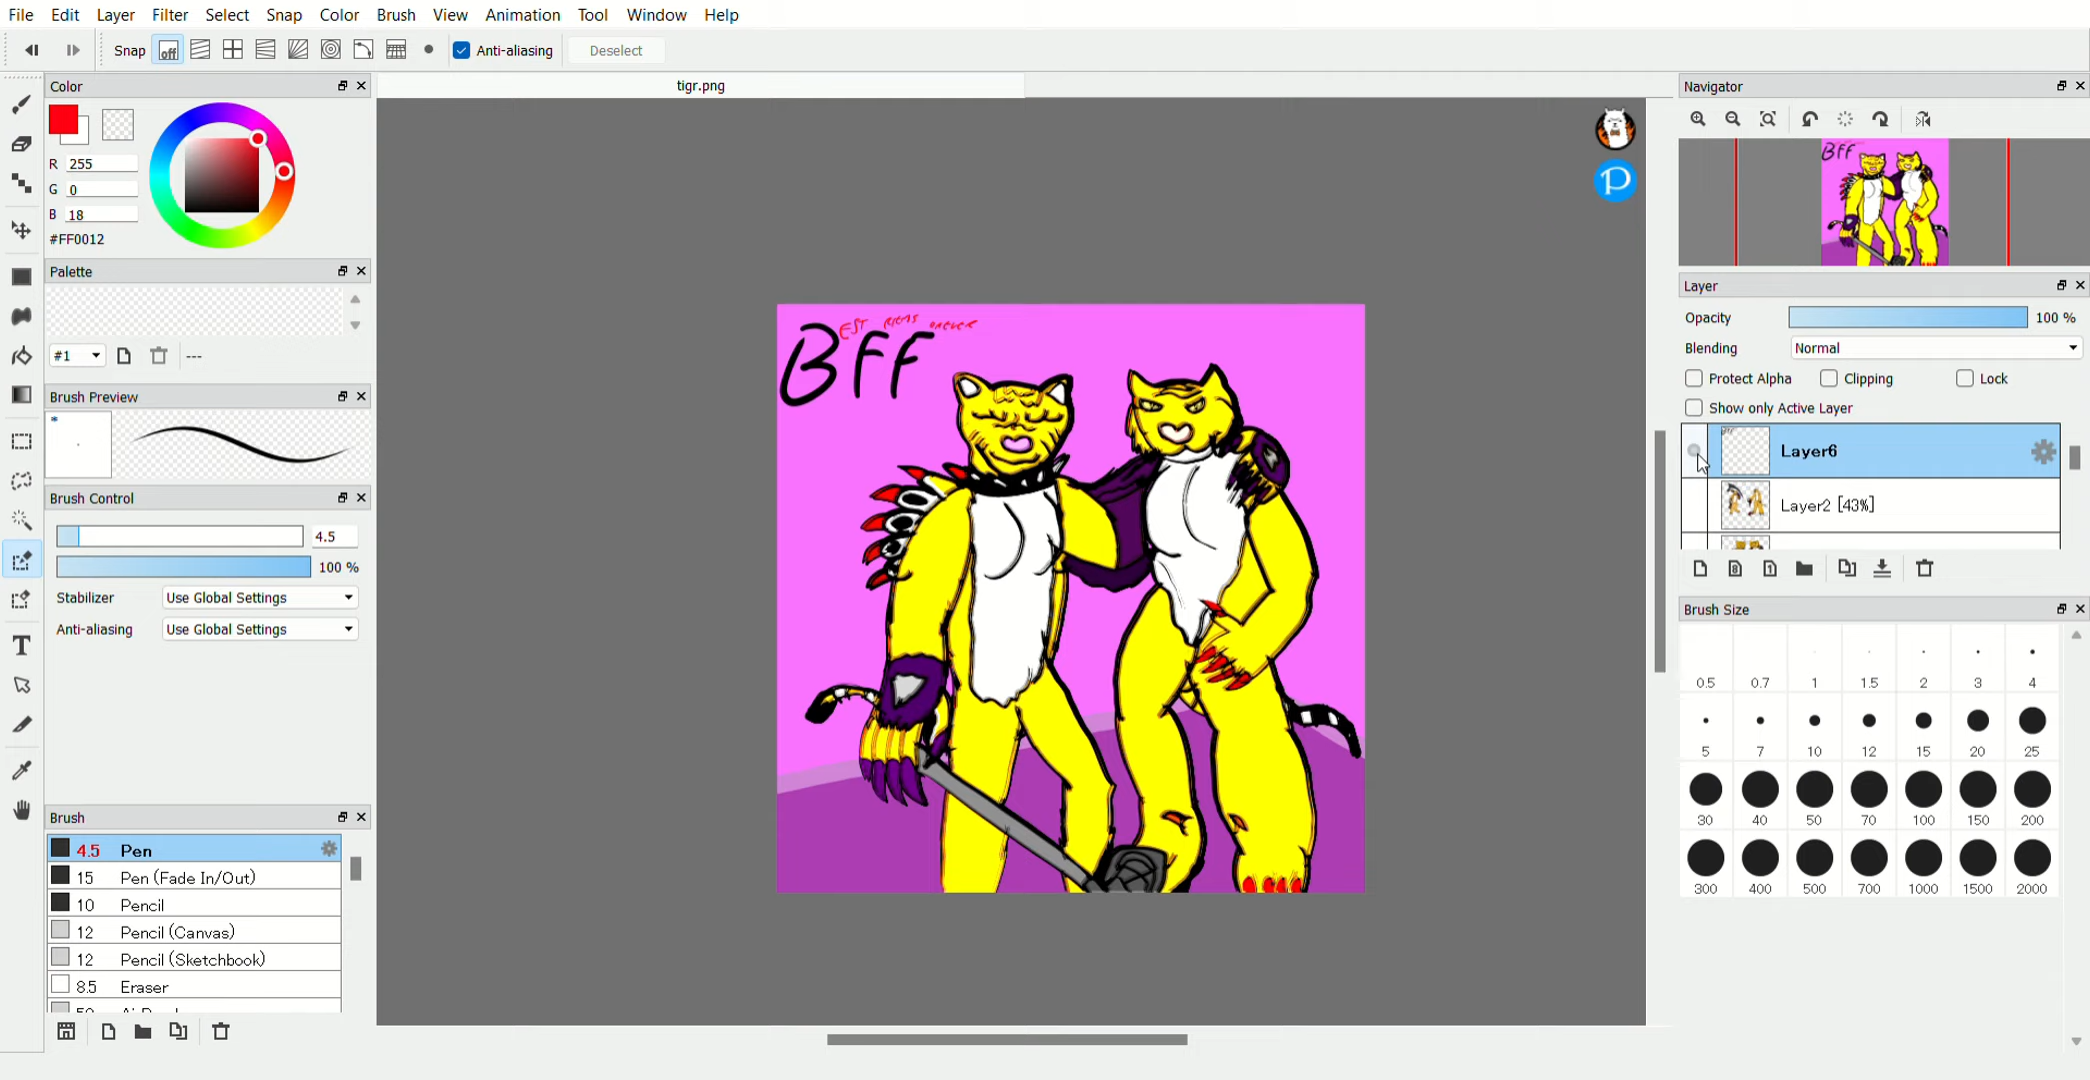 File Edit Layer Filter Select Snap Color Brush View Animation Tool Window Help
Snap off Anti-aliasing Deselect
Color
R 255
G 0
B 18
#FF0012
Palette
#1 ---
Brush Preview
*
Brush Control
4.5
100 %
Stabilizer Use Global Settings
Anti-aliasing Use Global Settings
Brush
4.5 Pen
15 Pen (Fade In/Out)
10 Pencil
12 Pencil (Canvas)
12 Pencil (Sketchbook)
8.5 Eraser
tigr.png
EST
BFF
P
Navigator
BFF
Layer
Opacity 100 %
Blending Normal
Protect Alpha Clipping Lock
Show only Active Layer
Layer6
Layer2 [43%]
Brush Size
0.5 0.7 1 1.5 2 3 4
5 7 10 12 15 20 25
30 40 50 70 100 150 200
300 400 500 700 1000 1500 2000